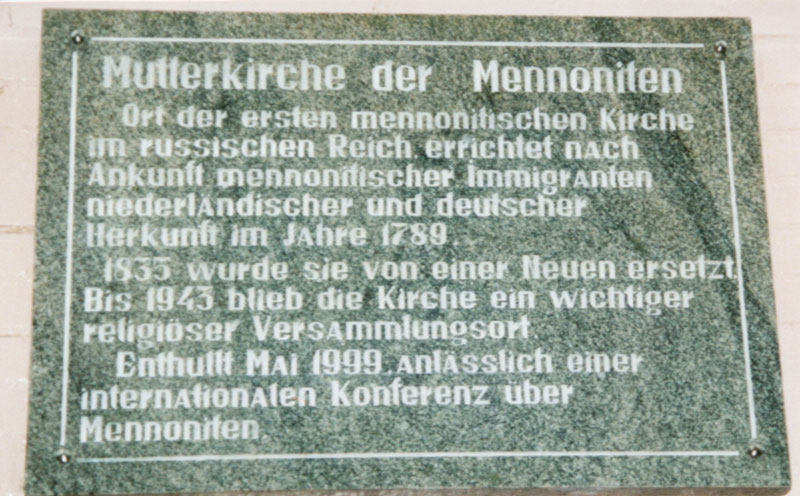 Mutterkirche der Mennoniten
Ort der ersten mennonitischen Kirche
im russischen Reich errichtet nach
Ankunft mennonitischer Immigranten
niederländischer und deutscher
Herkunft im Jahre 1789.
1835 wurde sie von einer Neuen ersetzt.
Bis 1943 blieb die Kirche ein wichtiger
religiöser Versammlungsort
Enthullt Mai 1999. anlässlich einer
internationalen Konferenz über
Mennoniten.